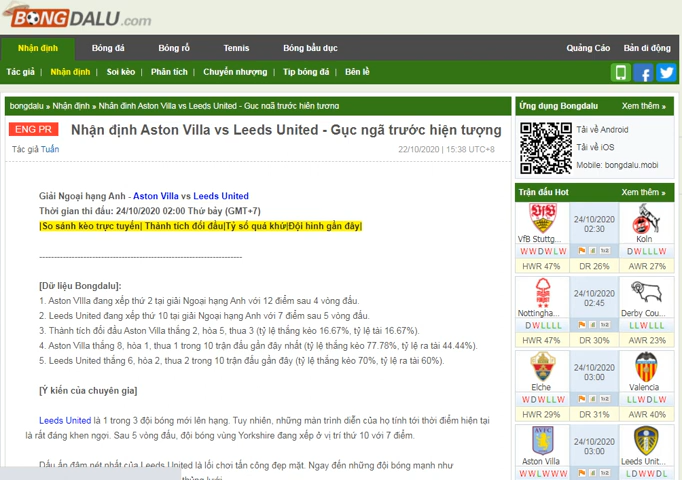 BONGDALU.com
Nhận định Bóng đá Bóng rổ Tennis Bóng bầu dục Quảng Cáo Bản di động
Tác giả | Nhận định | Soi kèo | Phân tích | Chuyển nhượng | Tip bóng đá | Bên lề
bongdalu » Nhận định » Nhân đinh Aston Villa vs Leeds United - Gục ngã trước hiện tượng
ENG PR Nhận định Aston Villa vs Leeds United - Gục ngã trước hiện tượng
Tác giả Tuấn 22/10/2020 | 15:38 UTC+8
Giải Ngoại hạng Anh - Aston Villa vs Leeds United
Thời gian thi đấu: 24/10/2020 02:00 Thứ bảy (GMT+7)
|So sánh kèo trực tuyến| Thành tích đối đầu|Tỷ số quá khứ|Đội hình gần đây|
------------------------------------------------------------
[Dữ liệu Bongdalu]:
1. Aston VIlla đang xếp thứ 2 tại giải Ngoại hạng Anh với 12 điểm sau 4 vòng đấu.
2. Leeds United đang xếp thứ 10 tại giải Ngoại hạng Anh với 7 điểm sau 5 vòng đấu.
3. Thành tích đối đầu Aston Villa thắng 2, hòa 5, thua 3 (tỷ lệ thắng kèo 16.67%, tỷ lệ tài 16.67%).
4. Aston Villa thắng 8, hòa 1, thua 1 trong 10 trận đấu gần đây nhất (tỷ lệ thắng kèo 77.78%, tỷ lệ ra tài 44.44%).
5. Leeds United thắng 6, hòa 2, thua 2 trong 10 trận đấu gần đây (tỷ lệ thắng kèo 70%, tỷ lệ ra tài 60%).
[Ý kiến của chuyên gia]
Leeds United là 1 trong 3 đội bóng mới lên hạng. Tuy nhiên, những màn trình diễn của họ tính tới thời điểm hiện tại
là rất đáng khen ngợi. Sau 5 vòng đấu, đội bóng vùng Yorkshire đang xếp ở vị trí thứ 10 với 7 điểm.
Dấu ấn đậm nét nhất của Leeds United là lối chơi tấn công đẹp mặt. Ngay đến những đội bóng mạnh như
Ứng dụng Bongdalu Xem thêm »
Tải về Android
Tải về iOS
Mobile: bongdalu.mobi
Trận đấu Hot Xem thêm »
24/10/2020
02:30
VfB Stuttg... Koln
W W D W L W D W L L L W
HWR 47% DR 26% AWR 27%
24/10/2020
02:45
Nottingha... Derby Cou...
D W L L L L L L W L L W
HWR 47% DR 30% AWR 23%
24/10/2020
03:00
Elche Valencia
W D W L L W L L W D L W
HWR 29% DR 31% AWR 40%
24/10/2020
03:00
Aston Villa Leeds Unit...
W W L W W W L D W W D L